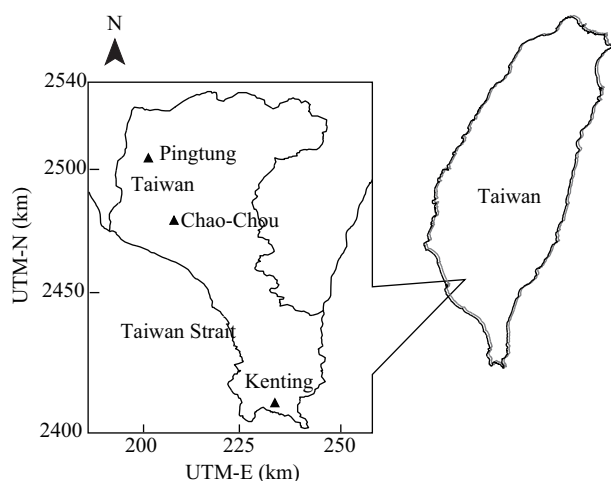 N
2540
Pingtung
2500
Taiwan
Taiwan
Chao-Chou
UTM-N (km)
2450
Taiwan Strait
Kenting
2400
200
225
250
UTM-E (km)